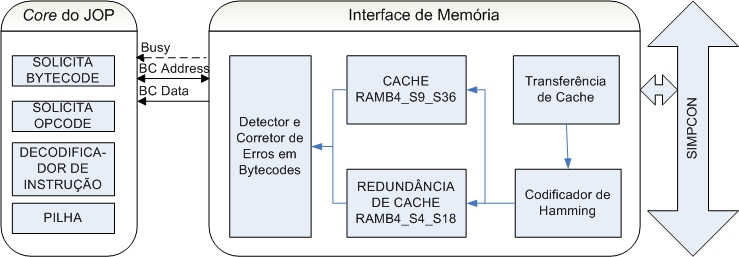 Core do JOP
SOLICITA
BYTECODE
SOLICITA
OPCODE
DECODIFICA-
DOR DE
INSTRUÇÃO
PILHA
Busy
BC Address
BC Data
Interface de Memória
Detector e
Corretor de
Erros em
Bytecodes
CACHE
RAMB4_S9_S36
REDUNDÂNCIA
DE CACHE
RAMB4_S4_S18
Transferência
de Cache
Codificador de
Hamming
SIMPCON